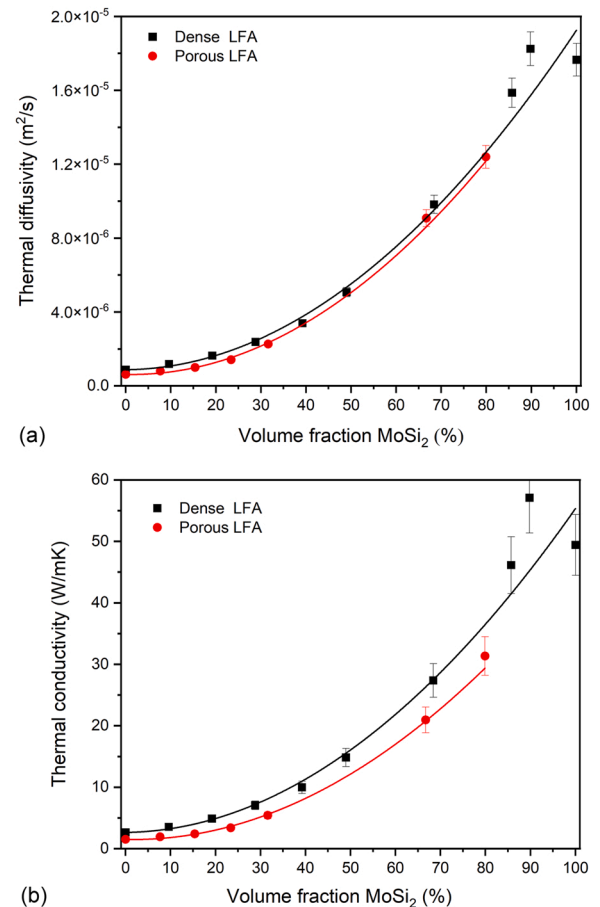 2.0×10⁻⁵
Dense LFA
Porous LFA
1.6×10⁻⁵
1.2×10⁻⁵
8.0×10⁻⁶
4.0×10⁻⁶
0.0
Thermal diffusivity (m²/s)
0 10 20 30 40 50 60 70 80 90 100
(a) Volume fraction MoSi₂ (%)
60
Dense LFA
Porous LFA
50
40
30
20
10
0
Thermal conductivity (W/mK)
0 10 20 30 40 50 60 70 80 90 100
(b) Volume fraction MoSi₂ (%)